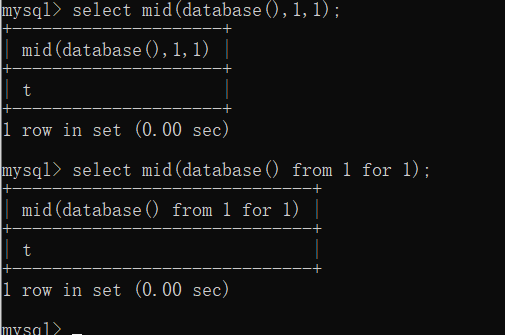 mysql> select mid(database(),1,1);
+---------------------+
| mid(database(),1,1) |
+---------------------+
| t                   |
+---------------------+
1 row in set (0.00 sec)

mysql> select mid(database() from 1 for 1);
+------------------------------+
| mid(database() from 1 for 1) |
+------------------------------+
| t                            |
+------------------------------+
1 row in set (0.00 sec)

mysql> _